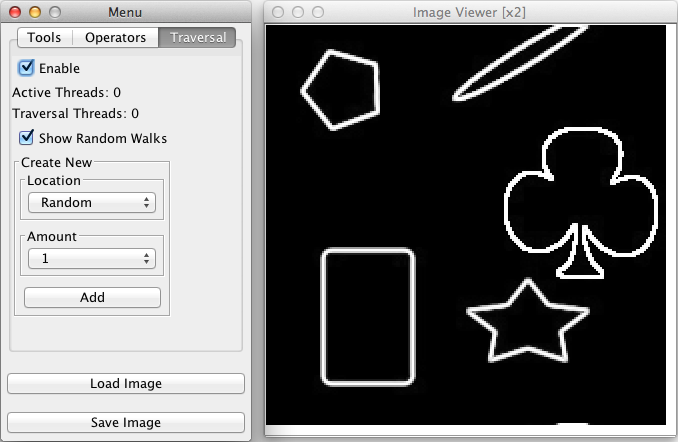 Menu
Tools Operators Traversal
Enable
Active Threads: 0
Traversal Threads: 0
Show Random Walks
Create New
Location
Random
Amount
1
Add
Load Image
Save Image
Image Viewer [x2]